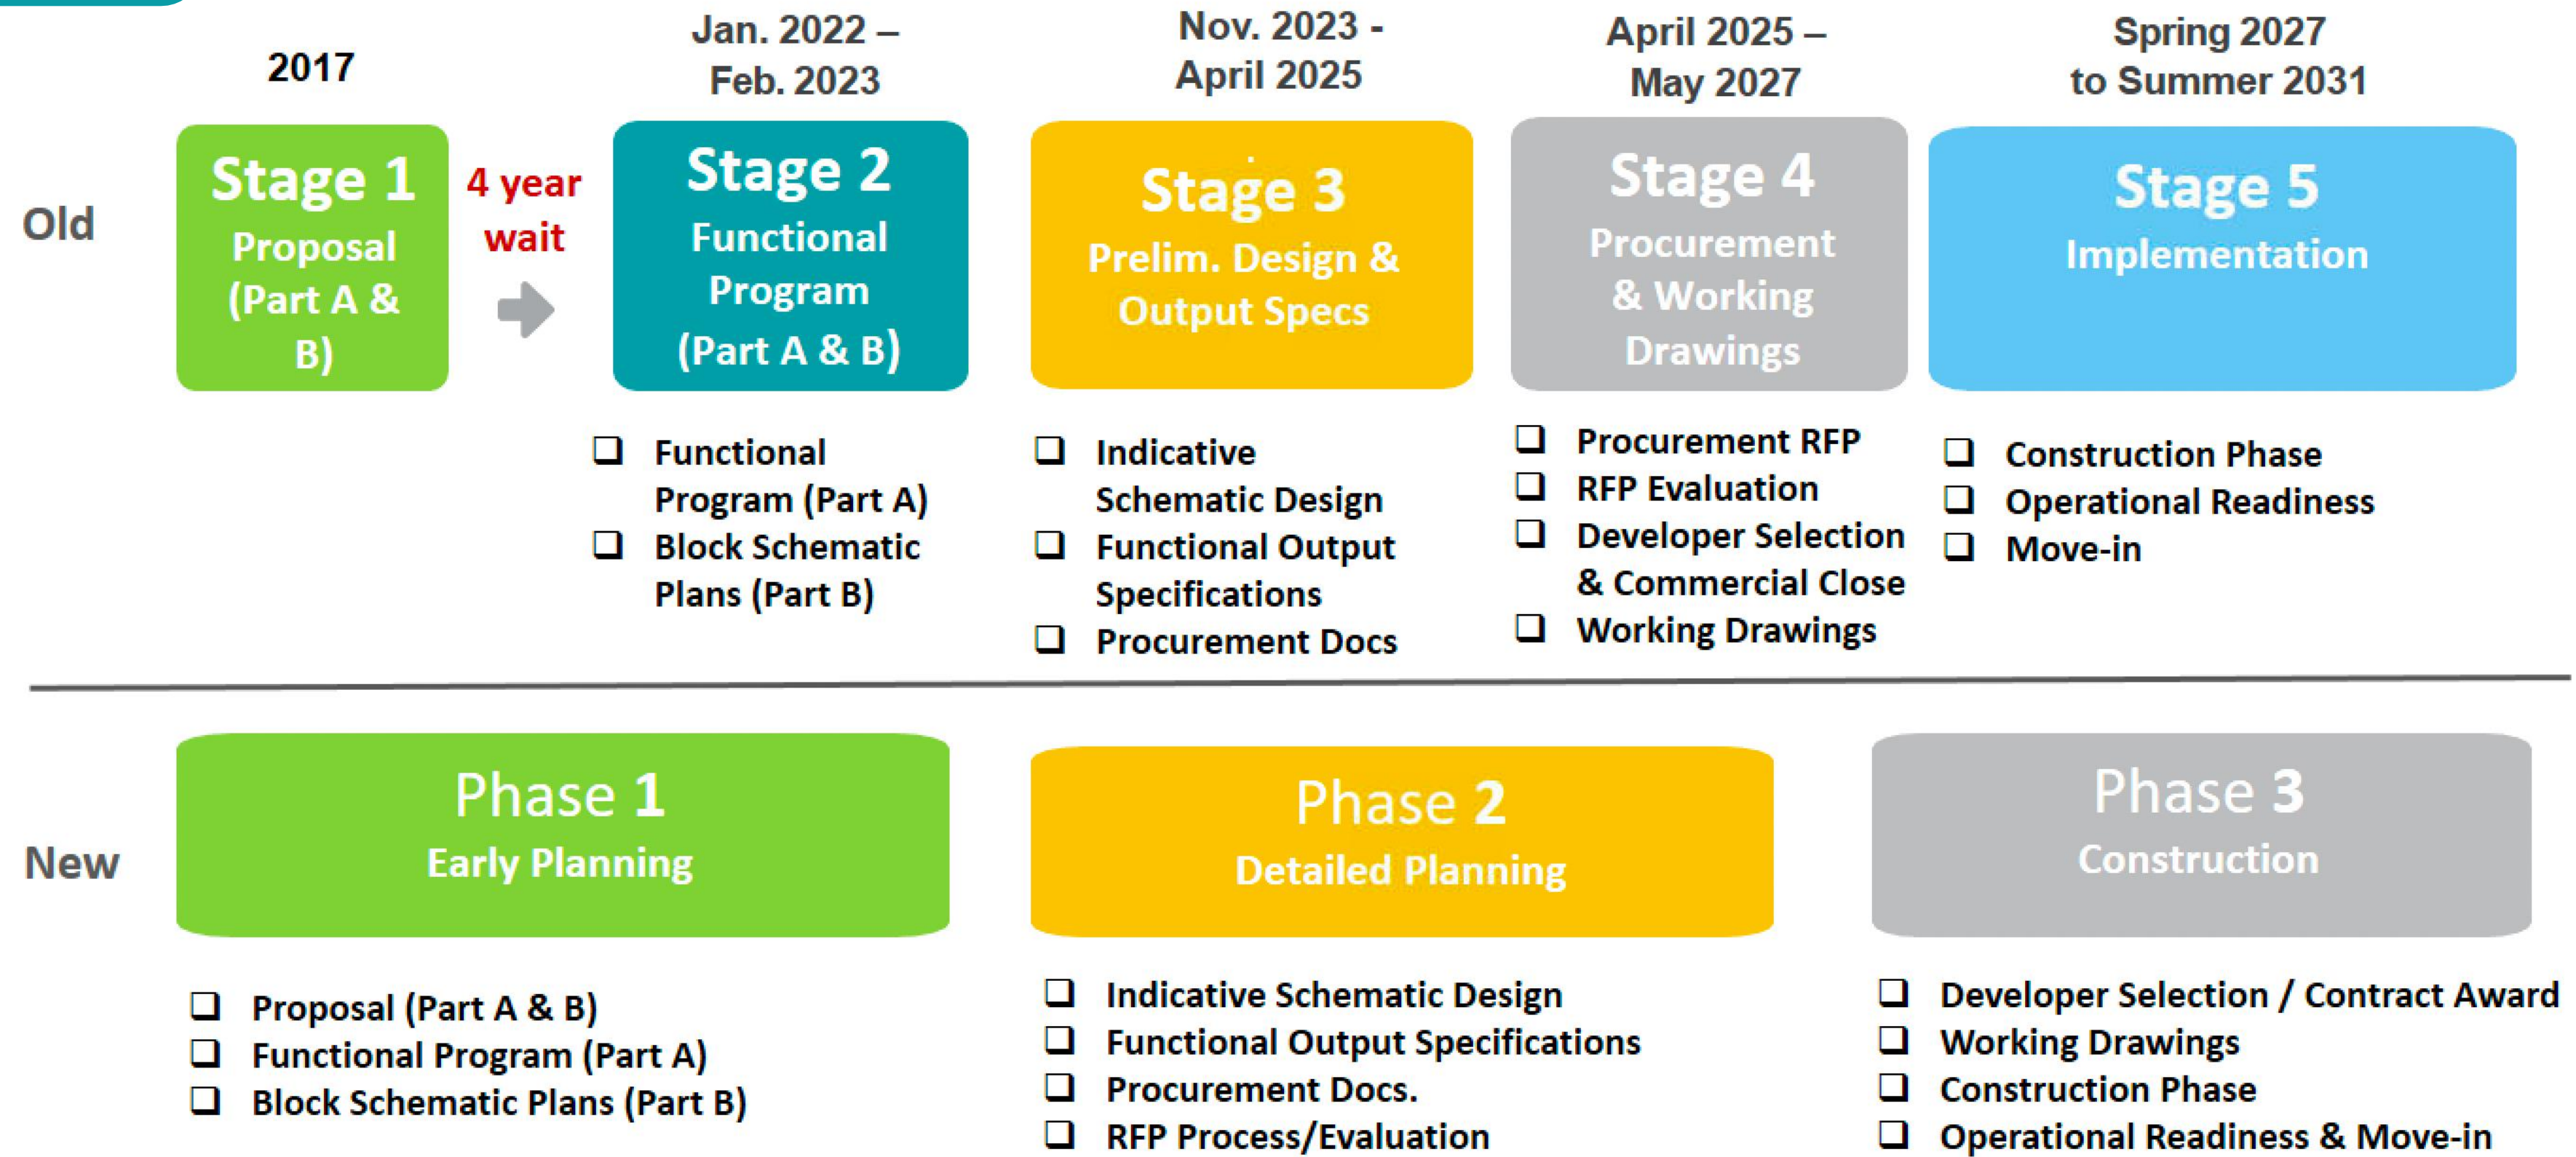 2017
Jan. 2022 –
Feb. 2023
Nov. 2023 -
April 2025
April 2025 –
May 2027
Spring 2027
to Summer 2031
Old
Stage 1
Proposal
(Part A &
B)
4 year
wait
Stage 2
Functional
Program
(Part A & B)
Stage 3
Prelim. Design &
Output Specs
Stage 4
Procurement
& Working
Drawings
Stage 5
Implementation
Functional
Program (Part A)
Block Schematic
Plans (Part B)
Indicative
Schematic Design
Functional Output
Specifications
Procurement Docs
Procurement RFP
RFP Evaluation
Developer Selection
& Commercial Close
Working Drawings
Construction Phase
Operational Readiness
Move-in
New
Phase 1
Early Planning
Phase 2
Detailed Planning
Phase 3
Construction
Proposal (Part A & B)
Functional Program (Part A)
Block Schematic Plans (Part B)
Indicative Schematic Design
Functional Output Specifications
Procurement Docs.
RFP Process/Evaluation
Developer Selection / Contract Award
Working Drawings
Construction Phase
Operational Readiness & Move-in